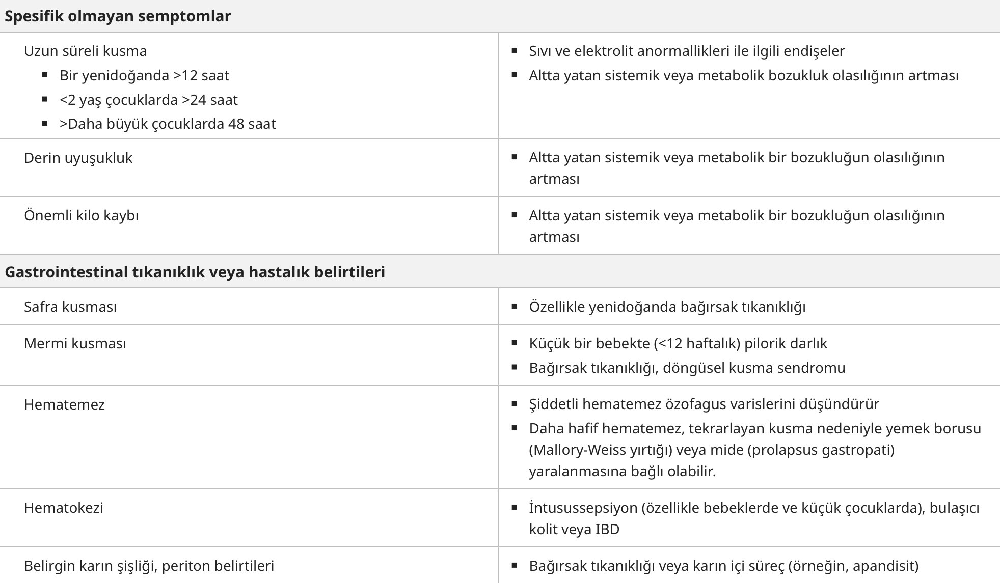 Spesifik olmayan semptomlar
Uzun süreli kusma
▪ Bir yenidoğanda >12 saat
▪ <2 yaş çocuklarda >24 saat
▪ >Daha büyük çocuklarda 48 saat
▪ Sıvı ve elektrolit anormallikleri ile ilgili endişeler
▪ Altta yatan sistemik veya metabolik bozukluk olasılığının artması
Derin uyuşukluk
▪ Altta yatan sistemik veya metabolik bir bozukluğun olasılığının
artması
Önemli kilo kaybı
▪ Altta yatan sistemik veya metabolik bir bozukluğun olasılığının
artması
Gastrointestinal tıkanıklık veya hastalık belirtileri
Safra kusması
▪ Özellikle yenidoğanda bağırsak tıkanıklığı
Mermi kusması
▪ Küçük bir bebekte (<12 haftalık) pilorik darlık
▪ Bağırsak tıkanıklığı, döngüsel kusma sendromu
Hematemez
▪ Şiddetli hematemez özofagus varislerini düşündürür
▪ Daha hafif hematemez, tekrarlayan kusma nedeniyle yemek borusu
(Mallory-Weiss yırtığı) veya mide (prolapsus gastropati)
yaralanmasına bağlı olabilir.
Hematokezi
▪ İntusussepsiyon (özellikle bebeklerde ve küçük çocuklarda), bulaşıcı
kolit veya IBD
Belirgin karın şişliği, periton belirtileri
▪ Bağırsak tıkanıklığı veya karın içi süreç (örneğin, apandisit)